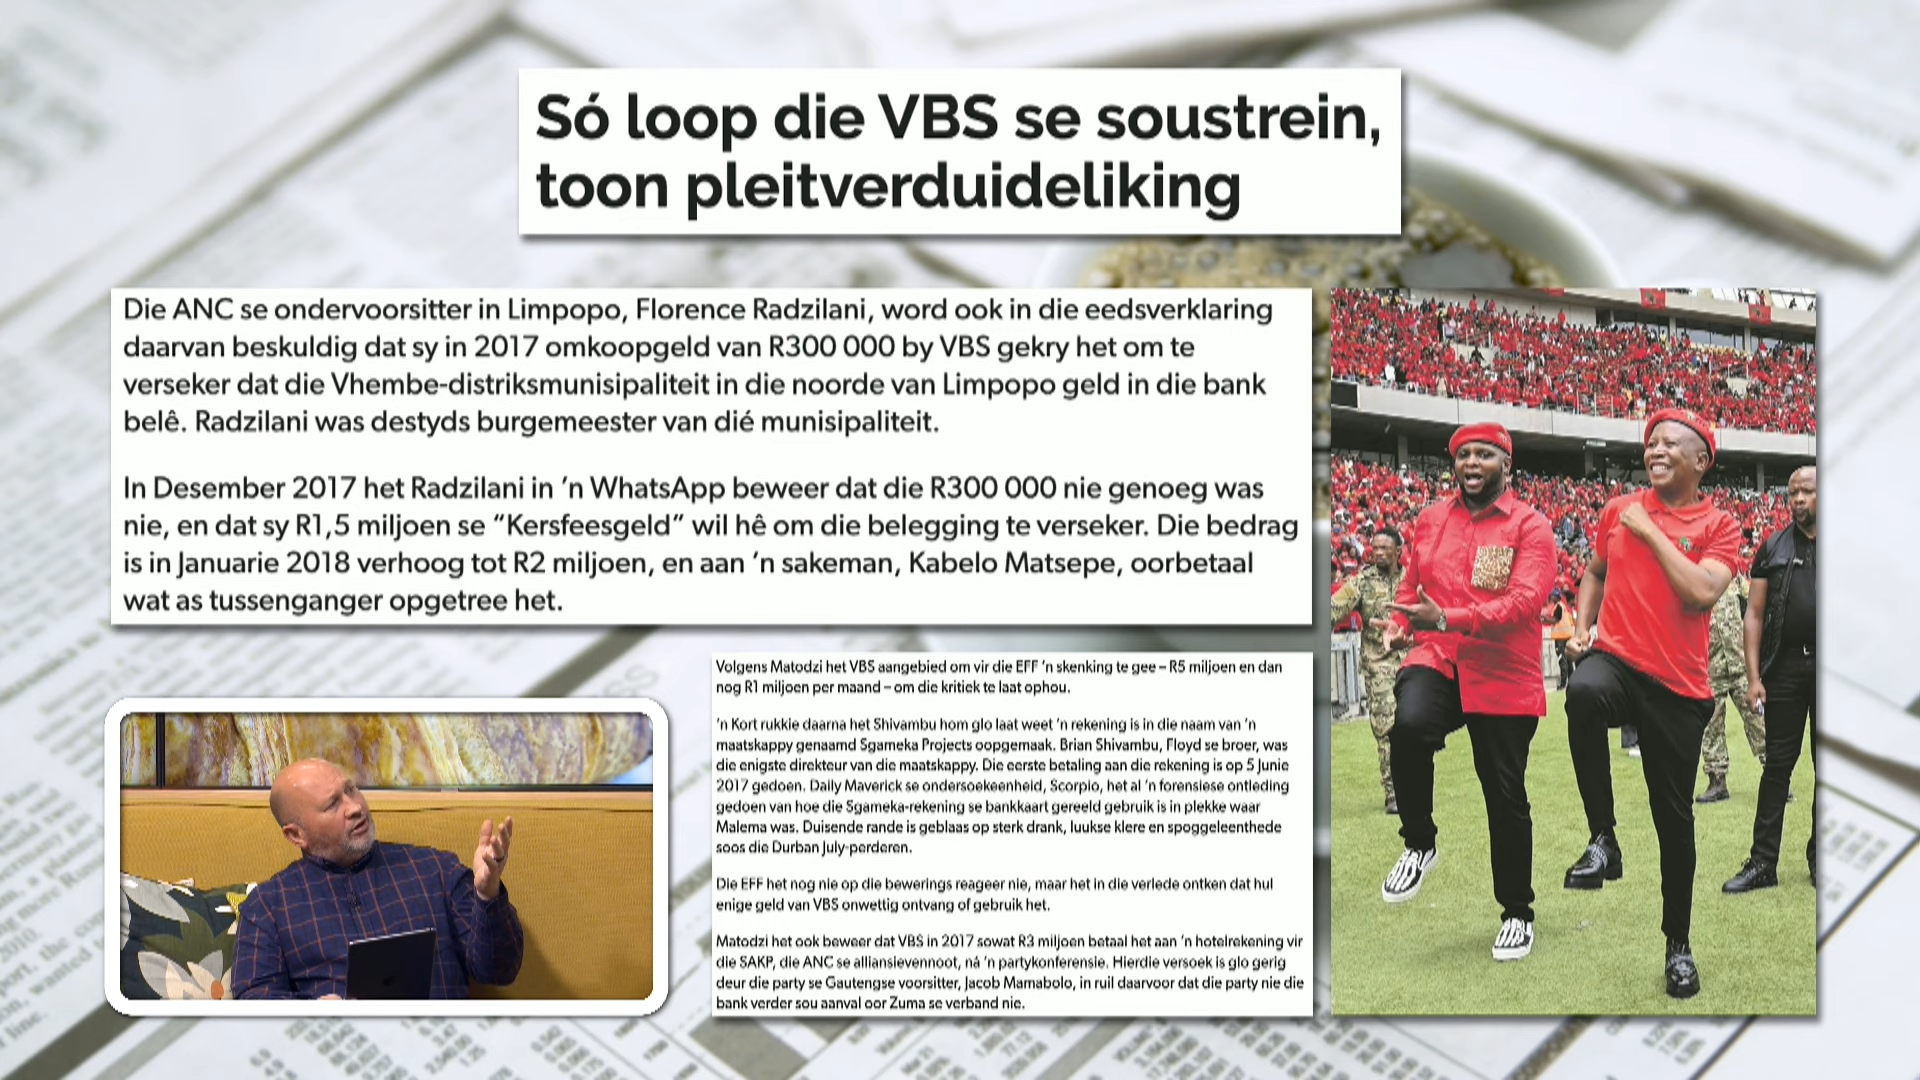 Só loop die VBS se soustrein,
toon pleitverduideliking
Die ANC se ondervoorsitter in Limpopo, Florence Radzilani, word ook in die eedsverklaring
daarvan beskuldig dat sy in 2017 omkoopgeld van R300 000 by VBS gekry het om te
verseker dat die Vhembe-distriksmunisipaliteit in die noorde van Limpopo geld in die bank
belê. Radzilani was destyds burgemeester van dié munisipaliteit.
In Desember 2017 het Radzilani in ’n WhatsApp beweer dat die R300 000 nie genoeg was
nie, en dat sy R1,5 miljoen se “Kersfeesgeld” wil hê om die belegging te verseker. Die bedrag
is in Januarie 2018 verhoog tot R2 miljoen, en aan ’n sakeman, Kabelo Matsepe, oorbetaal
wat as tussenganger opgetree het.
Volgens Matodzi het VBS aangebied om vir die EFF ’n skenking te gee – R5 miljoen en dan
nog R1 miljoen per maand – om die kritiek te laat ophou.
’n Kort rukkie daarna het Shivambu hom glo laat weet ’n rekening is in die naam van ’n
maatskappy genaamd Sgameka Projects oopgemaak. Brian Shivambu, Floyd se broer, was
die enigste direkteur van die maatskappy. Die eerste betaling aan die rekening is op 5 Junie
2017 gedoen. Daily Maverick se ondersoekeenheid, Scorpio, het al ’n forensiese ontleding
gedoen van hoe die Sgameka-rekening se bankkaart gereeld gebruik is in plekke waar
Malema was. Duisende rande is geblaas op sterk drank, luukse klere en spoggeleenthede
soos die Durban July-perderen.
Die EFF het nog nie op die bewerings reageer nie, maar het in die verlede ontken dat hul
enige geld van VBS onwettig ontvang of gebruik het.
Matodzi het ook beweer dat VBS in 2017 sowat R3 miljoen betaal het aan ’n hotelrekening vir
die SAKP, die ANC se alliansievennoot, ná ’n partykonferensie. Hierdie versoek is glo gerig
deur die party se Gautengse voorsitter, Jacob Mamabolo, in ruil daarvoor dat die party nie die
bank verder sou aanval oor Zuma se verband nie.